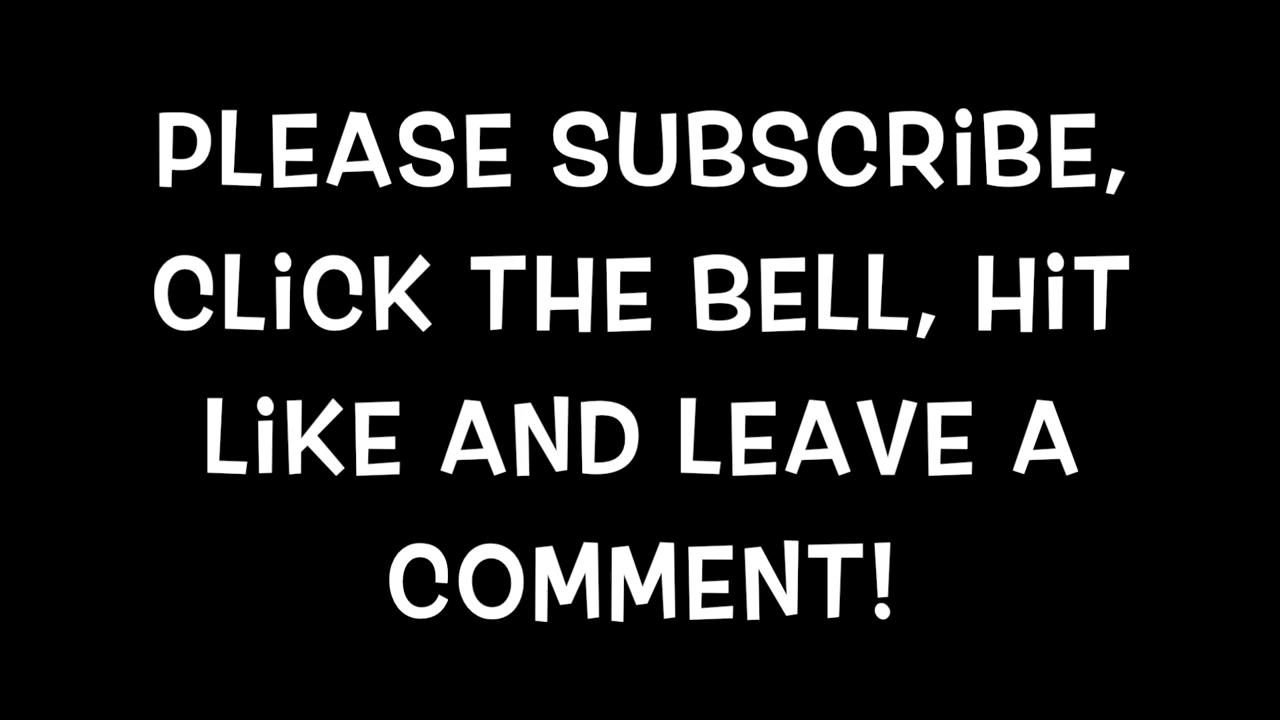 PLEASE SUBSCRiBE,
CLiCK THE BELL, HiT
LiKE AND LEAVE A
COMMENT!